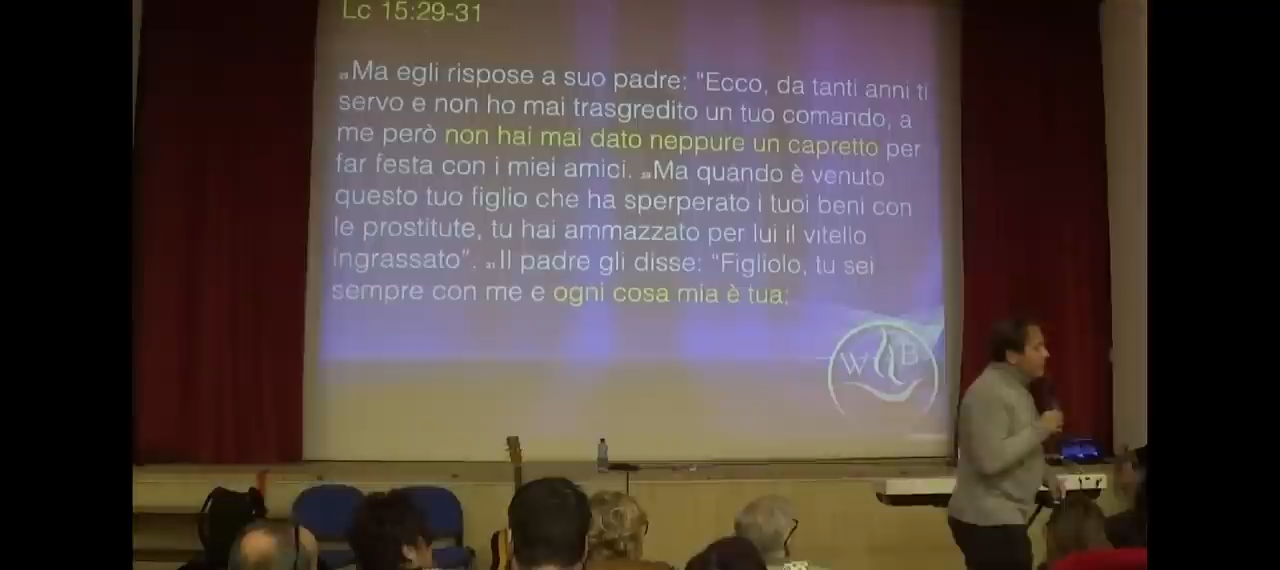 Lc 15:29-31
Ma egli rispose a suo padre: "Ecco, da tanti anni ti
servo e non ho mai trasgredito un tuo comando, a
me però non hai mai dato neppure un capretto per
far festa con i miei amici. Ma quando è venuto
questo tuo figlio che ha sperperato i tuoi beni con
le prostitute, tu hai ammazzato per lui il vitello
ingrassato". Il padre gli disse: "Figliolo, tu sei
sempre con me e ogni cosa mia è tua;
W B